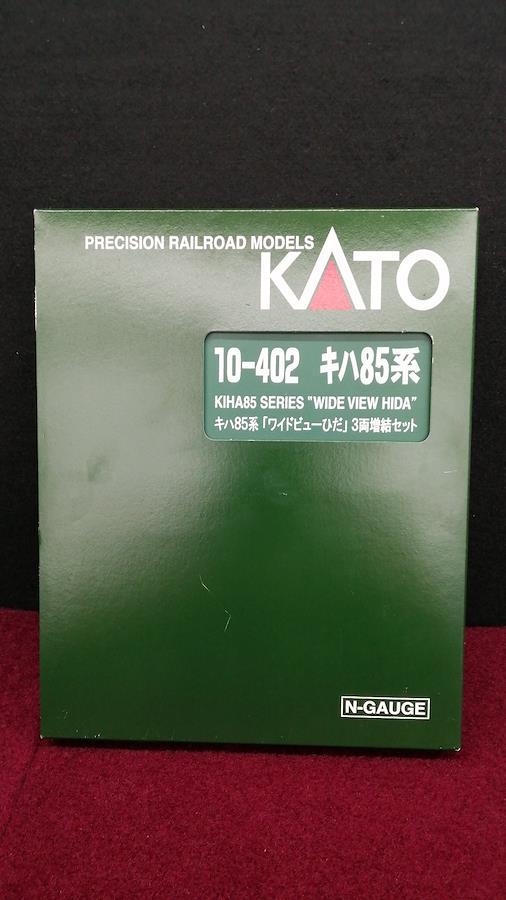 PRECISION RAILROAD MODELS
KATO
10-402 キハ85系
KIHA85 SERIES "WIDE VIEW HIDA"
キハ85系「ワイドビューひだ」3両増結セット
N-GAUGE